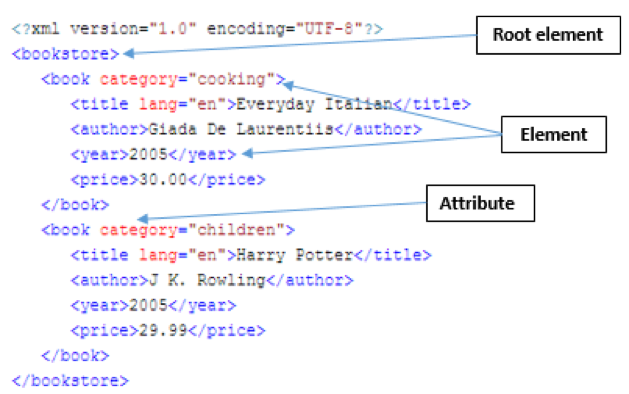 <?xml version="1.0" encoding="UTF-8"?>
Root element
<bookstore>
<book category="cooking">
<title lang="en">Everyday Italian</title>
<author>Giada De Laurentiis</author>
Element
<year>2005</year>
<price>30.00</price>
</book>
Attribute
<book category="children">
<title lang="en">Harry Potter</title>
<author>J K. Rowling</author>
<year>2005</year>
<price>29.99</price>
</book>
</bookstore>